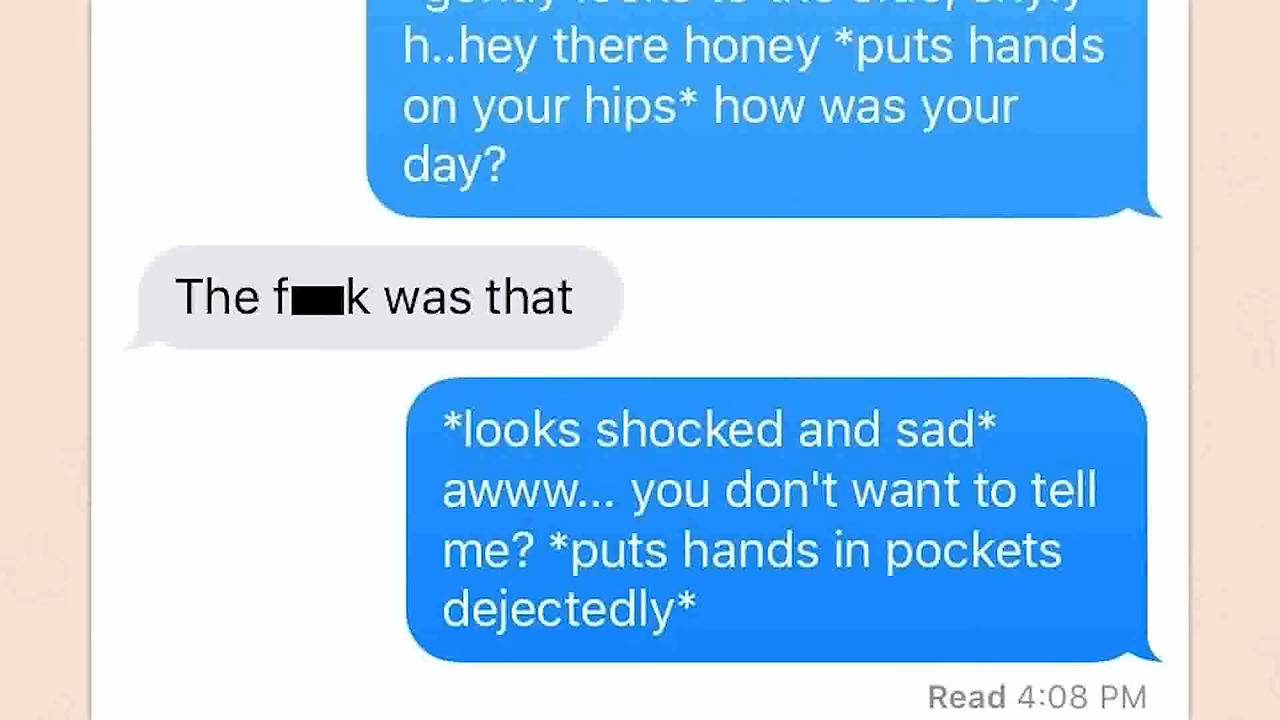 h..hey there honey *puts hands
on your hips* how was your
day?
The f██k was that
*looks shocked and sad*
awww... you don't want to tell
me? *puts hands in pockets
dejectedly*
Read 4:08 PM